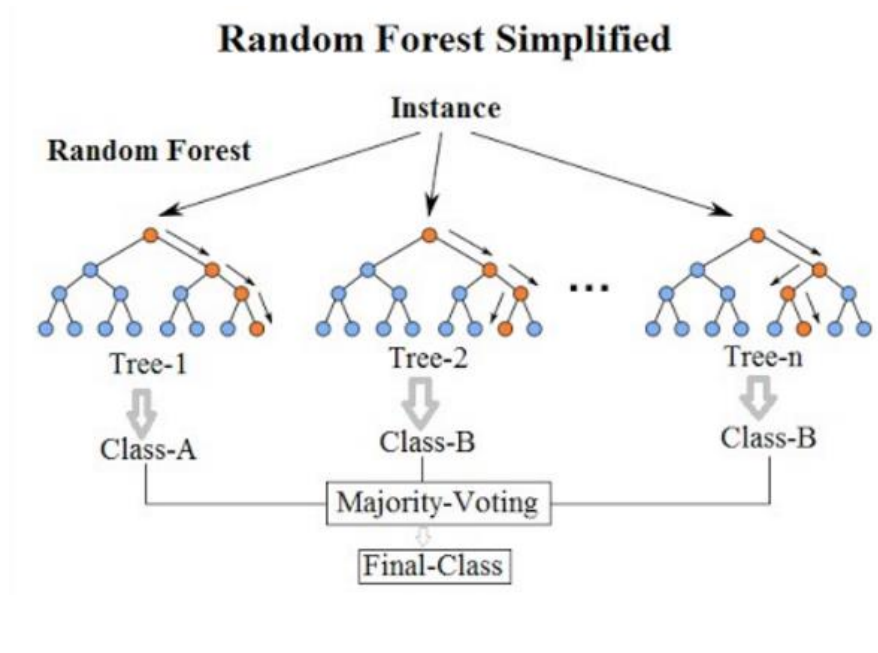 Random Forest Simplified
Instance
Random Forest
...
Tree-1
Tree-2
Tree-n
Class-A
Class-B
Class-B
Majority-Voting
Final-Class